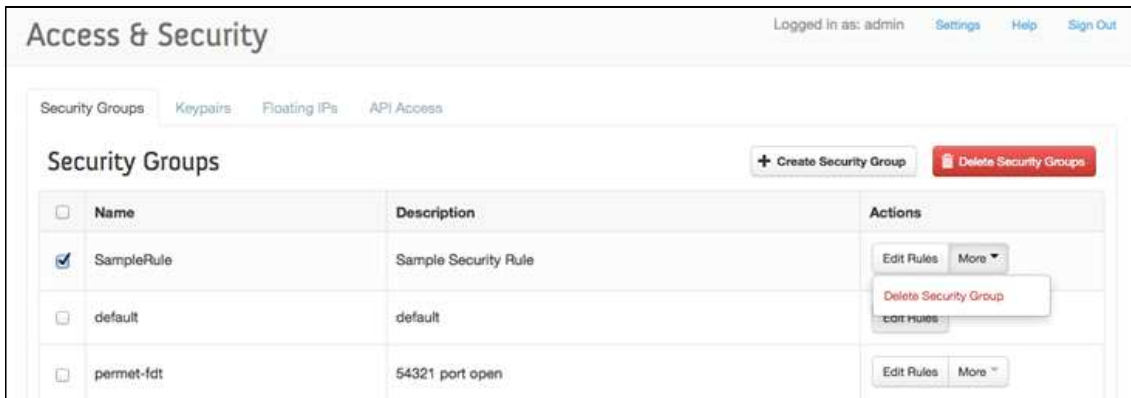 Access & Security
Logged in as: admin Settings Help Sign Out
Security Groups Keypairs Floating IPs API Access
Security Groups
+ Create Security Group Delete Security Groups
Name Description Actions
SampleRule Sample Security Rule Edit Rules More
Delete Security Group
default default Edit Rules
permet-fdt 54321 port open Edit Rules More